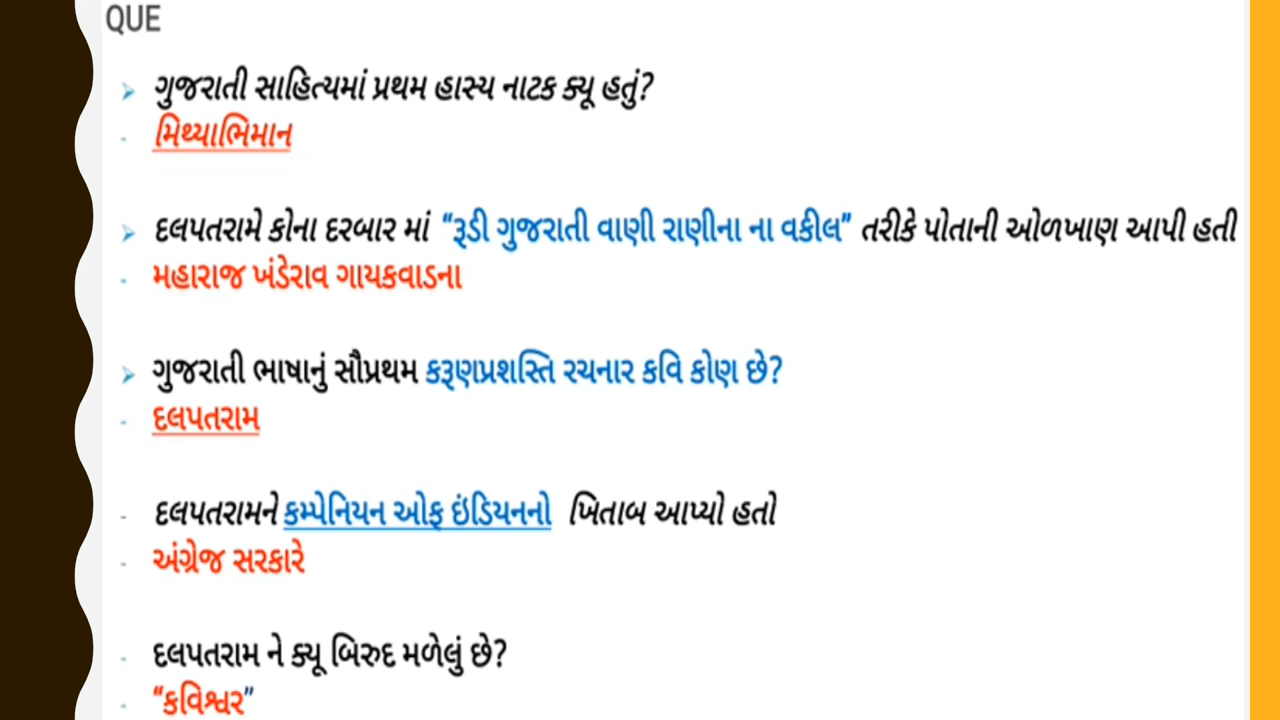 QUE
ગુજરાતી સાહિત્યમાં પ્રથમ હાસ્ય નાટક ક્યૂ હતું?
- મિથ્યાભિમાન
દલપતરામે કોના દરબાર માં “રૂડી ગુજરાતી વાણી રાણીના ના વકીલ” તરીકે પોતાની ઓળખાણ આપી હતી
- મહારાજ ખંડેરાવ ગાયકવાડના
ગુજરાતી ભાષાનું સૌપ્રથમ કરૂણપ્રશસ્તિ રચનાર કવિ કોણ છે?
- દલપતરામ
- દલપતરામને કમ્પેનિયન ઓફ ઇંડિયનનો ખિતાબ આપ્યો હતો
- અંગ્રેજ સરકારે
- દલપતરામ ને ક્યૂ બિરુદ મળેલું છે?
- “કવિશ્વર”